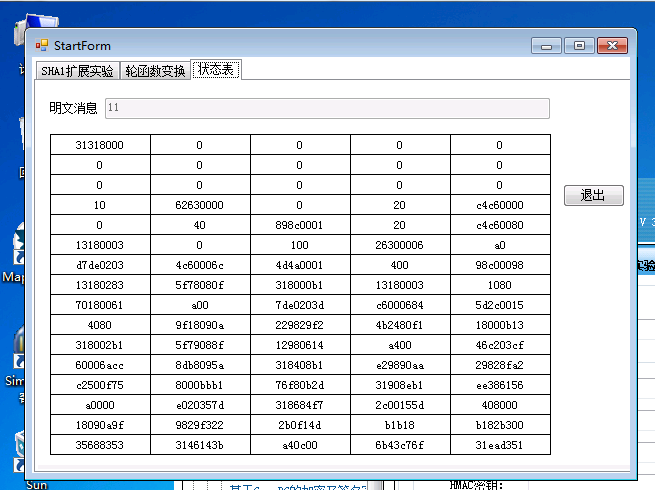 StartForm
SHA1扩展实验 轮函数变换 状态表
明文消息 11
31318000 0 0 0 0
0 0 0 0 0
0 0 0 0 0
10 62630000 0 20 c4c60000
0 40 898c0001 20 c4c60080
13180003 0 100 26300006 a0
d7de0203 4c60006c 4d4a0001 400 98c00098
13180283 5f78080f 318000b1 13180003 1080
70180061 a00 7de0203d c6000684 5d2c0015
4080 9f18090a 229829f2 4b2480f1 18000b13
318002b1 5f79088f 12980614 a400 46c203cf
60006acc 8db8095a 318408b1 e29890aa 29828fa2
c2500f75 8000bbb1 76f80b2d 31908eb1 ee386156
a0000 e020357d 318684f7 2c00155d 408000
18090a9f 9829f322 2b0f14d b1b18 b182b300
35688353 3146143b a40c00 6b43c76f 31ead351
退出
Map
Sim
Sun
HMAC密钥: